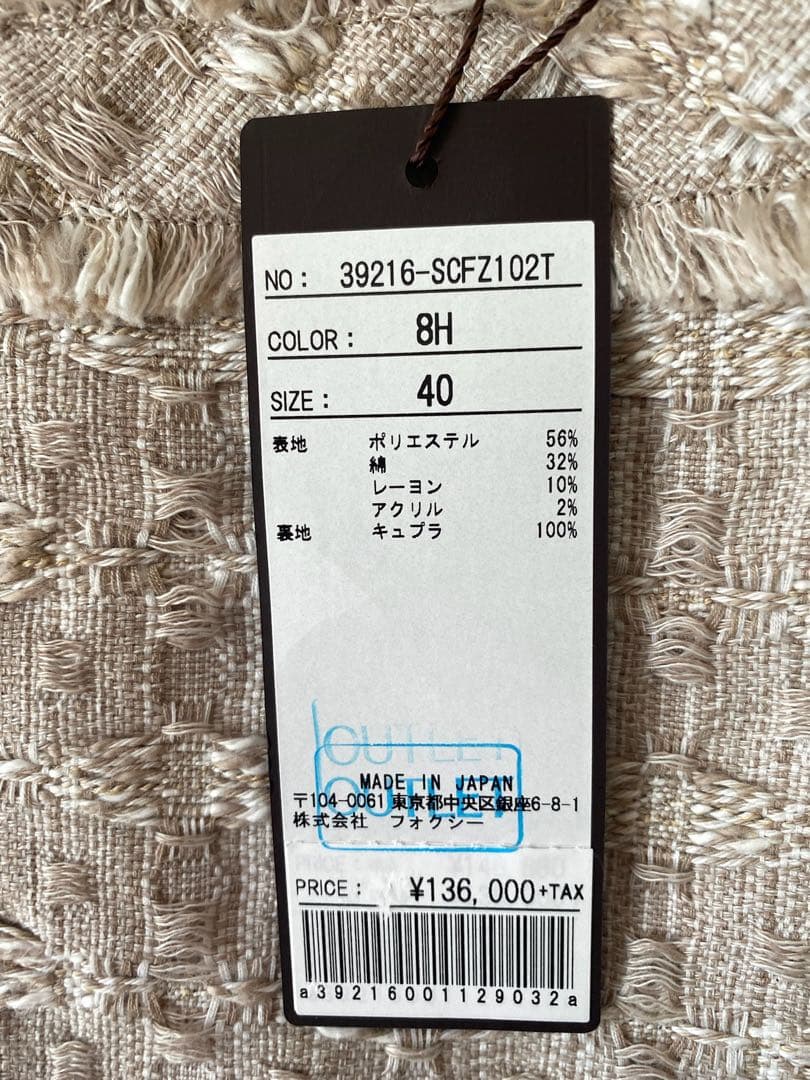 NO： 39216-SCFZ102T
COLOR： 8H
SIZE： 40
表地 ポリエステル 56%
綿 32%
レーヨン 10%
アクリル 2%
裏地 キュプラ 100%
OUTLET
OUTLET
MADE IN JAPAN
〒104-0061 東京都中央区銀座6-8-1
株式会社 フォクシー
PRICE： ¥136,000+TAX
a39216001129032a